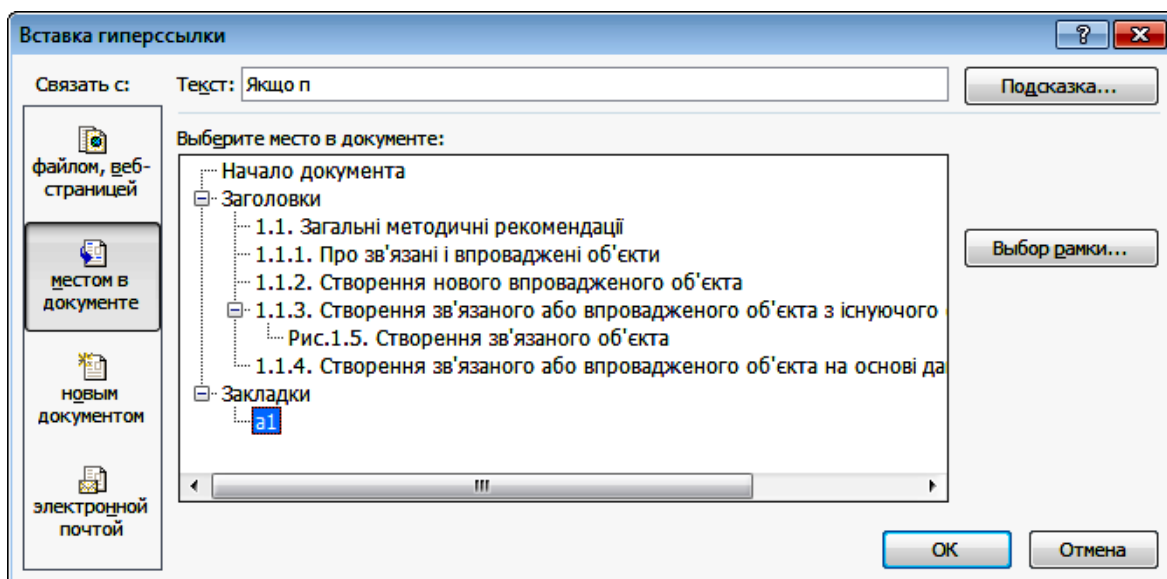 Вставка гиперссылки
Связать с:
Текст: Якщо п
Подсказка...
файлом, веб-
страницей
местом в
документе
новым
документом
электронной
почтой
Выберите место в документе:
Начало документа
Заголовки
1.1. Загальні методичні рекомендації
1.1.1. Про зв'язані і впроваджені об'єкти
1.1.2. Створення нового впровадженого об'єкта
1.1.3. Створення зв'язаного або впровадженого об'єкта з існуючого
Рис.1.5. Створення зв'язаного об'єкта
1.1.4. Створення зв'язаного або впровадженого об'єкта на основі
Закладки
a1
Выбор рамки...
ОК
Отмена